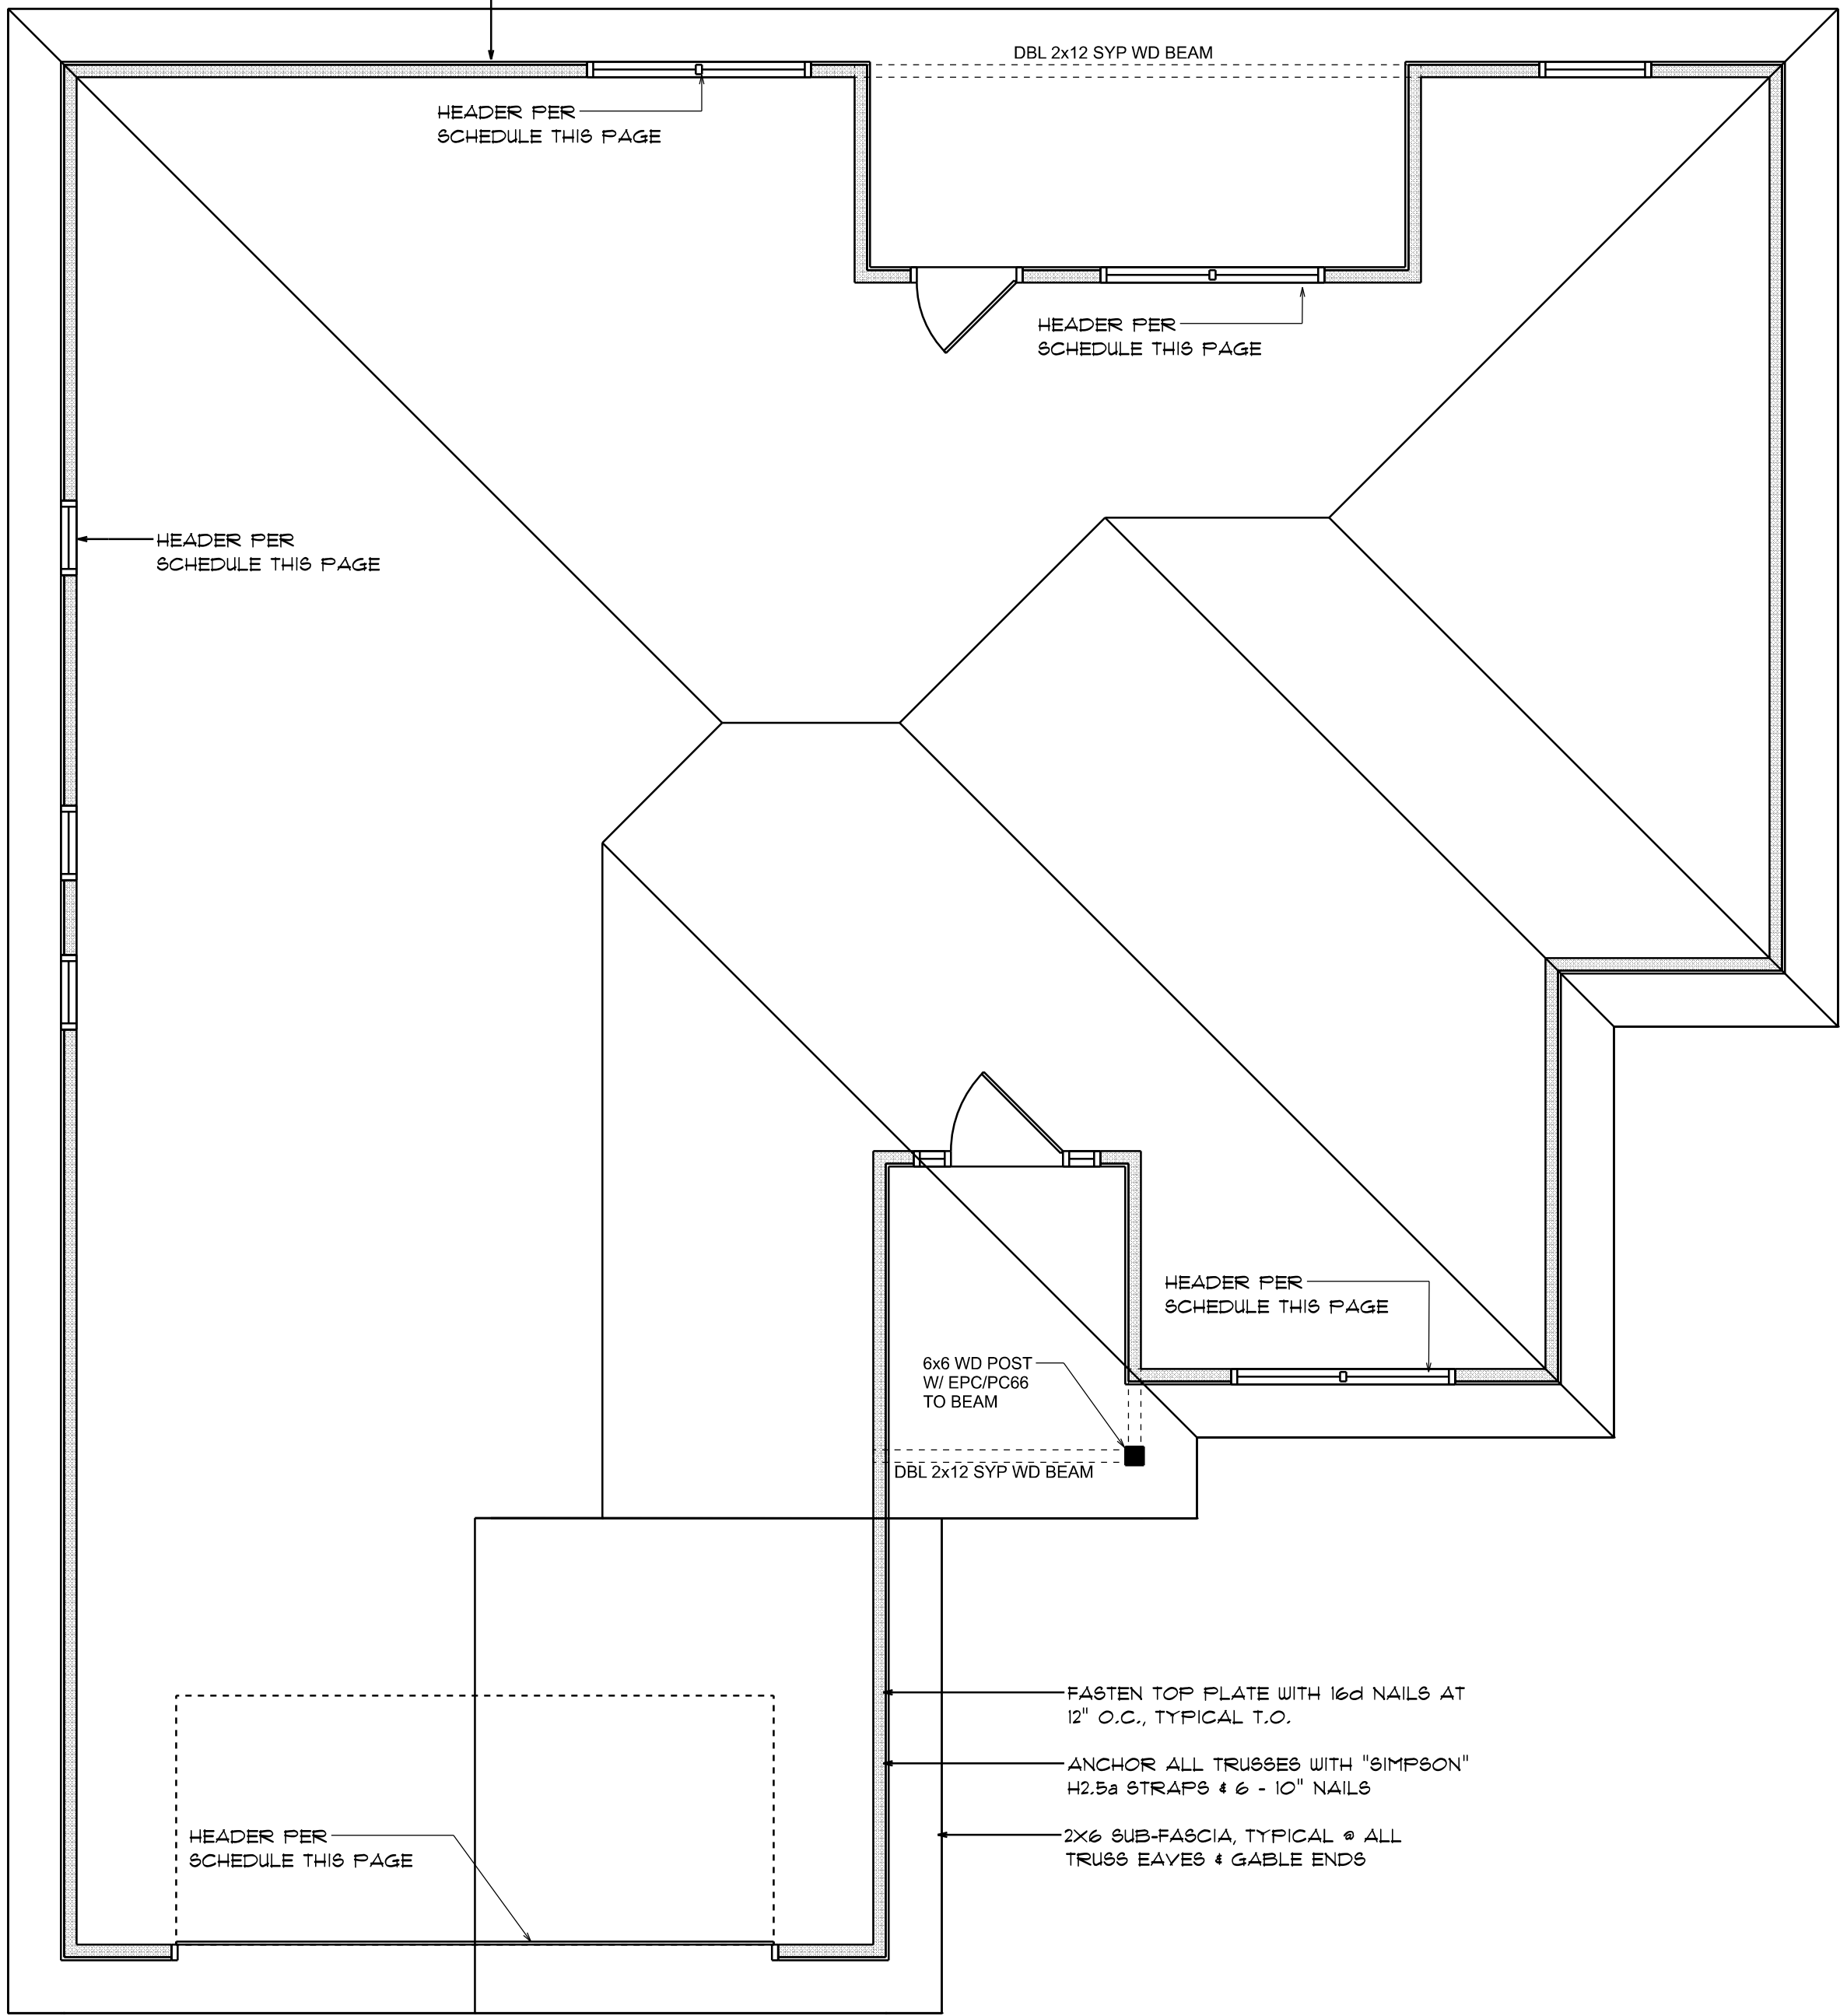 DBL 2x12 SYP WD BEAM
HEADER PER
SCHEDULE THIS PAGE
HEADER PER
SCHEDULE THIS PAGE
HEADER PER
SCHEDULE THIS PAGE
HEADER PER
SCHEDULE THIS PAGE
6x6 WD POST
W/ EPC/PC66
TO BEAM
DBL 2x12 SYP WD BEAM
FASTEN TOP PLATE WITH 16d NAILS AT
12" O.C., TYPICAL T.O.
ANCHOR ALL TRUSSES WITH "SIMPSON"
H2.5a STRAPS & 6 - 10" NAILS
2X6 SUB-FASCIA, TYPICAL @ ALL
TRUSS EAVES & GABLE ENDS
HEADER PER
SCHEDULE THIS PAGE